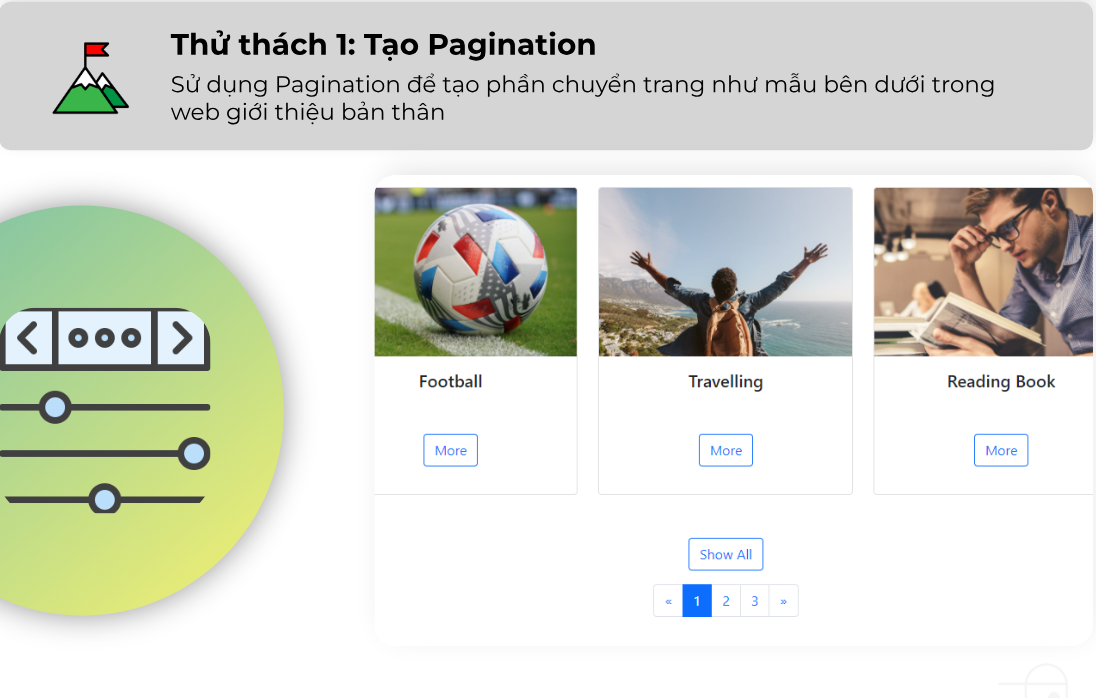 Thử thách 1: Tạo Pagination
Sử dụng Pagination để tạo phần chuyển trang như mẫu bên dưới trong
web giới thiệu bản thân
Football
Travelling
Reading Book
More
More
More
Show All
« 1 2 3 »